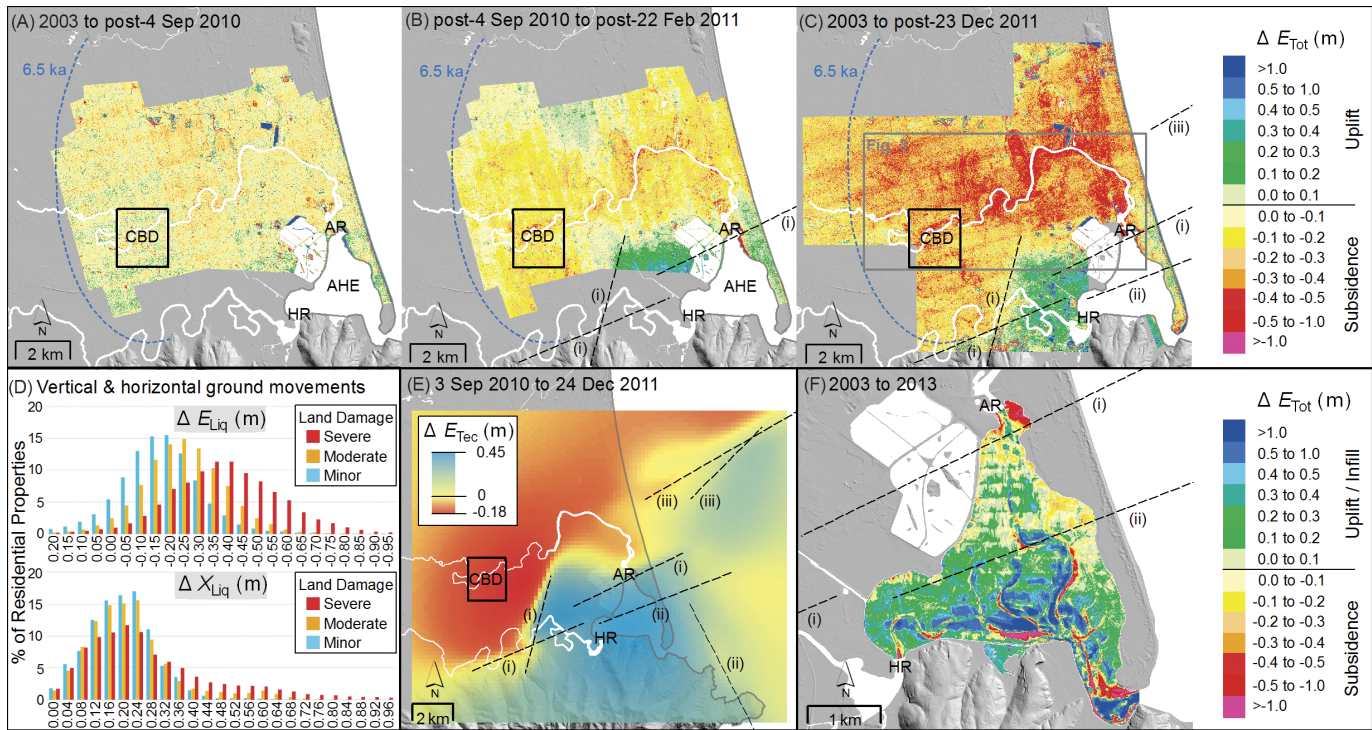 (A) 2003 to post-4 Sep 2010
6.5 ka
CBD
AR
AHE
HR
N
2 km
(B) post-4 Sep 2010 to post-22 Feb 2011
6.5 ka
CBD
AR
(i)
(i)
(i)
HR
N
2 km
(C) 2003 to post-23 Dec 2011
6.5 ka
Fig. 3
(iii)
CBD
AR
(i)
(ii)
(i)
(i)
HR
N
2 km
Δ E Tot (m)
>1.0
0.5 to 1.0
0.4 to 0.5
0.3 to 0.4
0.2 to 0.3
0.1 to 0.2
0.0 to 0.1
0.0 to -0.1
-0.1 to -0.2
-0.2 to -0.3
-0.3 to -0.4
-0.4 to -0.5
-0.5 to -1.0
>-1.0
Uplift
Subsidence
(D) Vertical & horizontal ground movements
% of Residential Properties
Δ E Liq (m)
Land Damage
Severe
Moderate
Minor
20
15
10
5
0
0.20 0.15 0.10 0.05 0.00 -0.05 -0.10 -0.15 -0.20 -0.25 -0.30 -0.35 -0.40 -0.45 -0.50 -0.55 -0.60 -0.65 -0.70 -0.75 -0.80 -0.85 -0.90 -0.95
Δ X Liq (m)
Land Damage
Severe
Moderate
Minor
20
15
10
5
0
0.00 0.04 0.08 0.12 0.16 0.20 0.24 0.28 0.32 0.36 0.40 0.44 0.48 0.52 0.56 0.60 0.64 0.68 0.72 0.76 0.80 0.84 0.88 0.92 0.96
(E) 3 Sep 2010 to 24 Dec 2011
Δ E Tec (m)
0.45
0
-0.18
(iii)
(iii)
CBD
AR
(i)
(i)
(ii)
HR
(i)
(ii)
N
2 km
(F) 2003 to 2013
AR
(i)
(ii)
(i)
HR
N
1 km
Δ E Tot (m)
>1.0
0.5 to 1.0
0.4 to 0.5
0.3 to 0.4
0.2 to 0.3
0.1 to 0.2
0.0 to 0.1
0.0 to -0.1
-0.1 to -0.2
-0.2 to -0.3
-0.3 to -0.4
-0.4 to -0.5
-0.5 to -1.0
>-1.0
Uplift / Infill
Subsidence